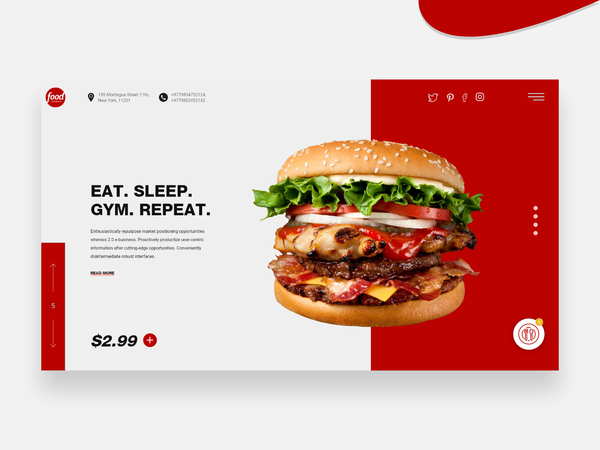 food
195 Montague Street 11th,
New York, 11201
+9779804752124,
+9779802452142
EAT. SLEEP.
GYM. REPEAT.
Enthusiastically repurpose market positioning opportunities
whereas 2.0 e-business. Proactively productize user-centric
information after cutting-edge opportunities. Conveniently
disintermediate robust interfaces.
READ MORE
5
$2.99 +